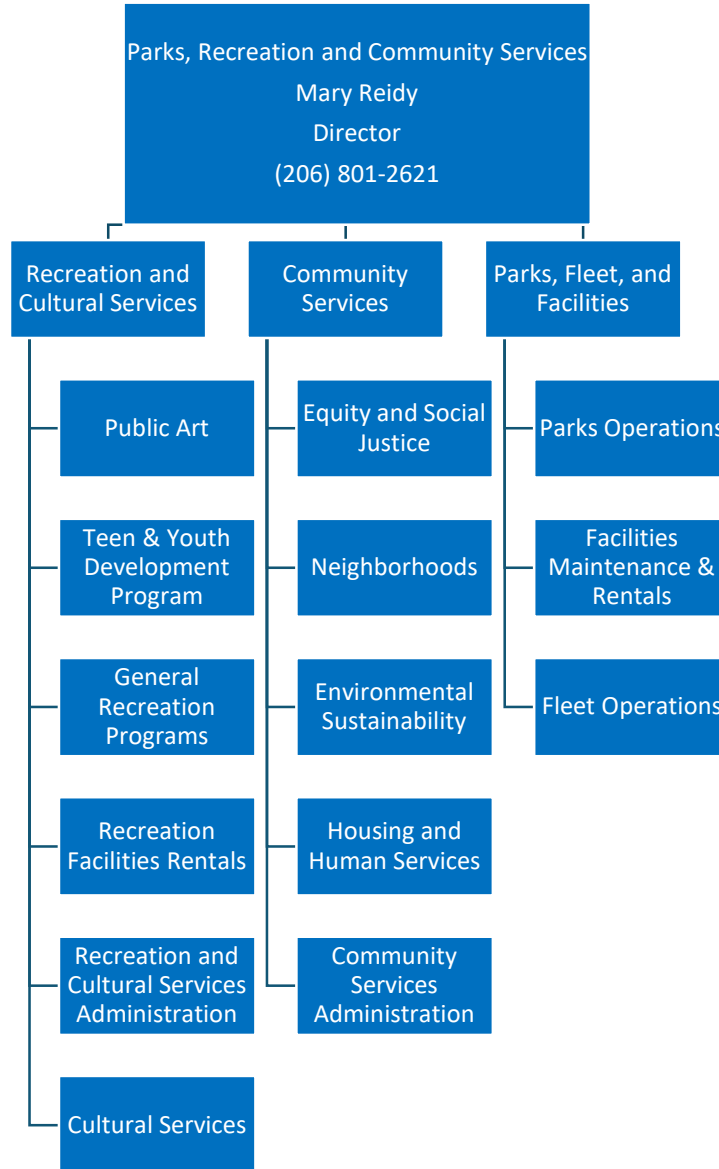 Parks, Recreation and Community Services
Mary Reidy
Director
(206) 801-2621
Recreation and
Cultural Services
Public Art
Teen & Youth
Development
Program
General
Recreation
Programs
Recreation
Facilities Rentals
Recreation and
Cultural Services
Administration
Cultural Services
Community
Services
Equity and Social
Justice
Neighborhoods
Environmental
Sustainability
Housing and
Human Services
Community
Services
Administration
Parks, Fleet, and
Facilities
Parks Operations
Facilities
Maintenance &
Rentals
Fleet Operations